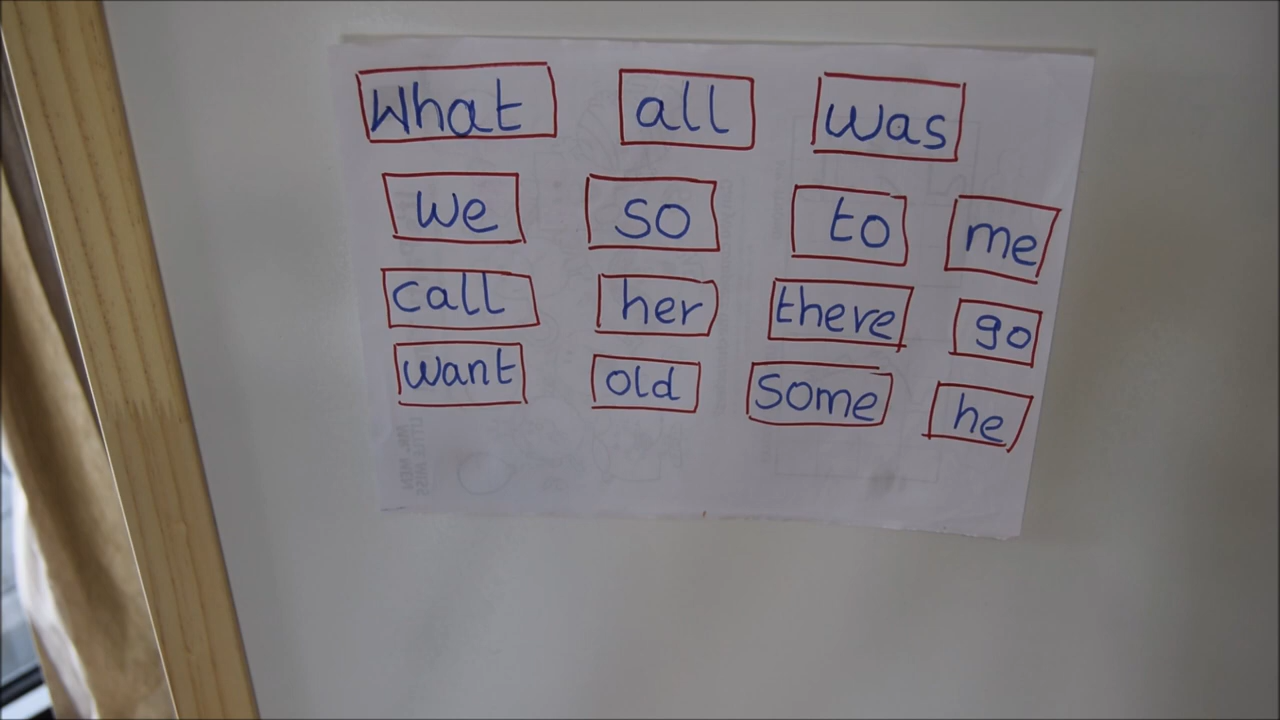 What all was
we so to me
call her there go
want old some he